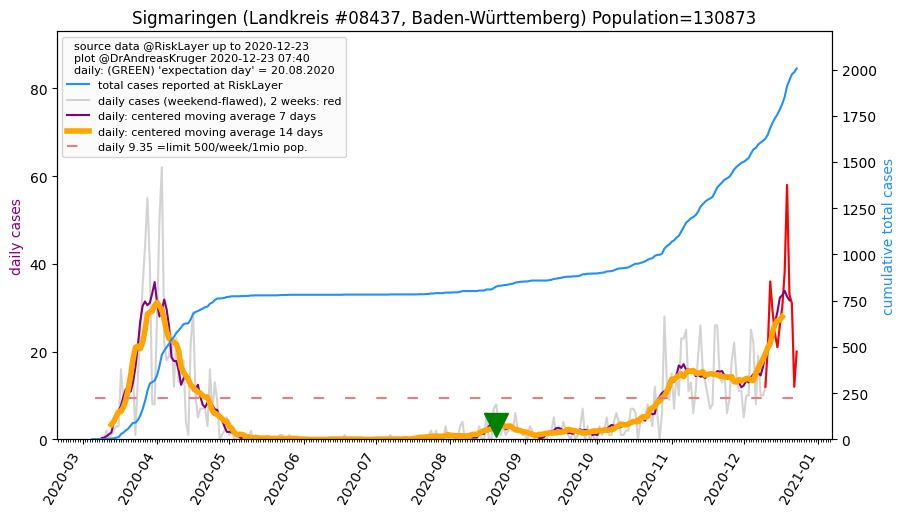 Sigmaringen (Landkreis #08437, Baden-Württemberg) Population=130873
source data @RiskLayer up to 2020-12-23
plot @DrAndreasKruger 2020-12-23 07:40
daily: (GREEN) 'expectation day' = 20.08.2020
total cases reported at RiskLayer
daily cases (weekend-flawed), 2 weeks: red
daily: centered moving average 7 days
daily: centered moving average 14 days
daily 9.35 =limit 500/week/1mio pop.
daily cases
80
60
40
20
0
cumulative total cases
2000
1750
1500
1250
1000
750
500
250
0
2020-03
2020-04
2020-05
2020-06
2020-07
2020-08
2020-09
2020-10
2020-11
2020-12
2021-01